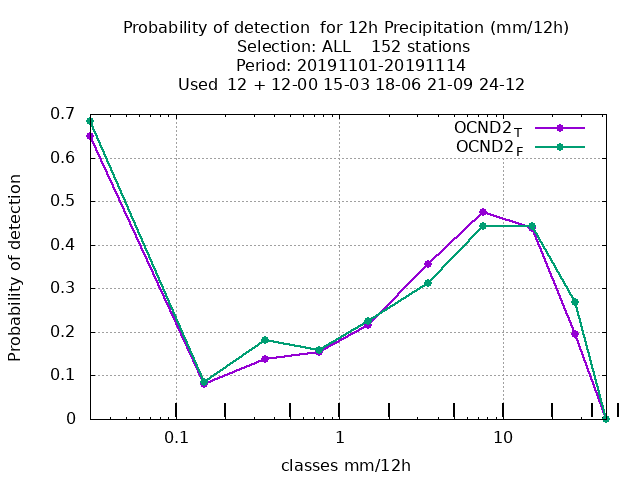 Probability of detection  for 12h Precipitation (mm/12h)
Selection: ALL    152 stations
Period: 20191101-20191114
Used  12 + 12-00 15-03 18-06 21-09 24-12
OCND2T
OCND2F
Probability of detection
0.7
0.6
0.5
0.4
0.3
0.2
0.1
0
0.1 1 10
classes mm/12h